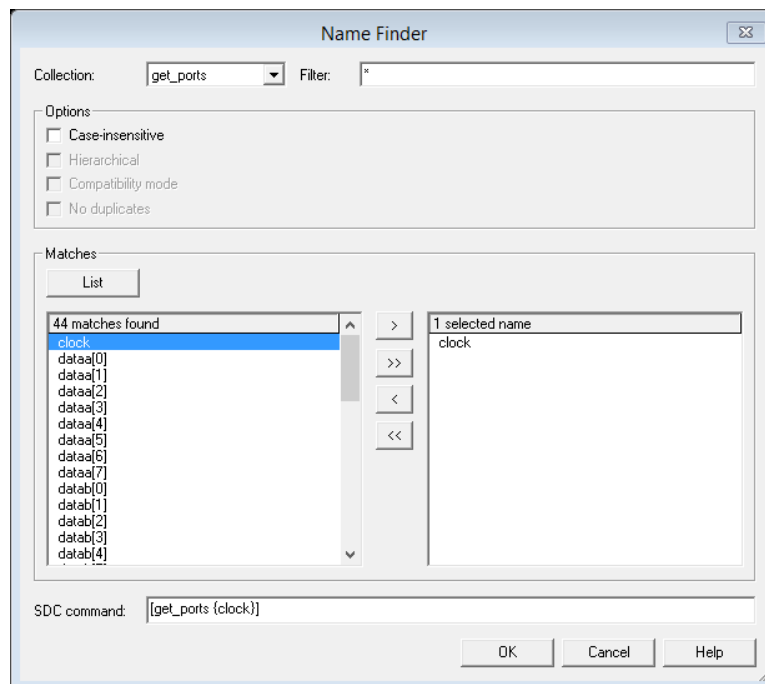 Name Finder
Collection: get_ports Filter: *
Options
Case-insensitive
Hierarchical
Compatibility mode
No duplicates
Matches
List
44 matches found
clock
dataa[0]
dataa[1]
dataa[2]
dataa[3]
dataa[4]
dataa[5]
dataa[6]
dataa[7]
datab[0]
datab[1]
datab[2]
datab[3]
datab[4]
>
>>
<
<<
1 selected name
clock
SDC command: [get_ports {clock}]
OK Cancel Help